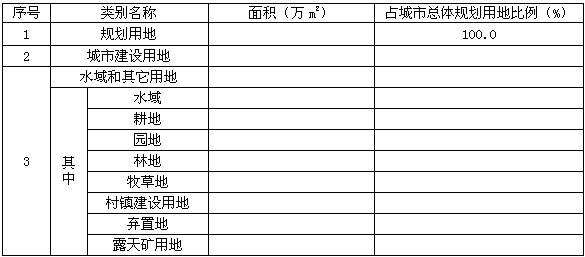 序号 类别名称 面积（万㎡） 占城市总体规划用地比例（%）
1 规划用地 100.0
2 城市建设用地
3 水域和其它用地
其中 水域
耕地
园地
林地
牧草地
村镇建设用地
弃置地
露天矿用地